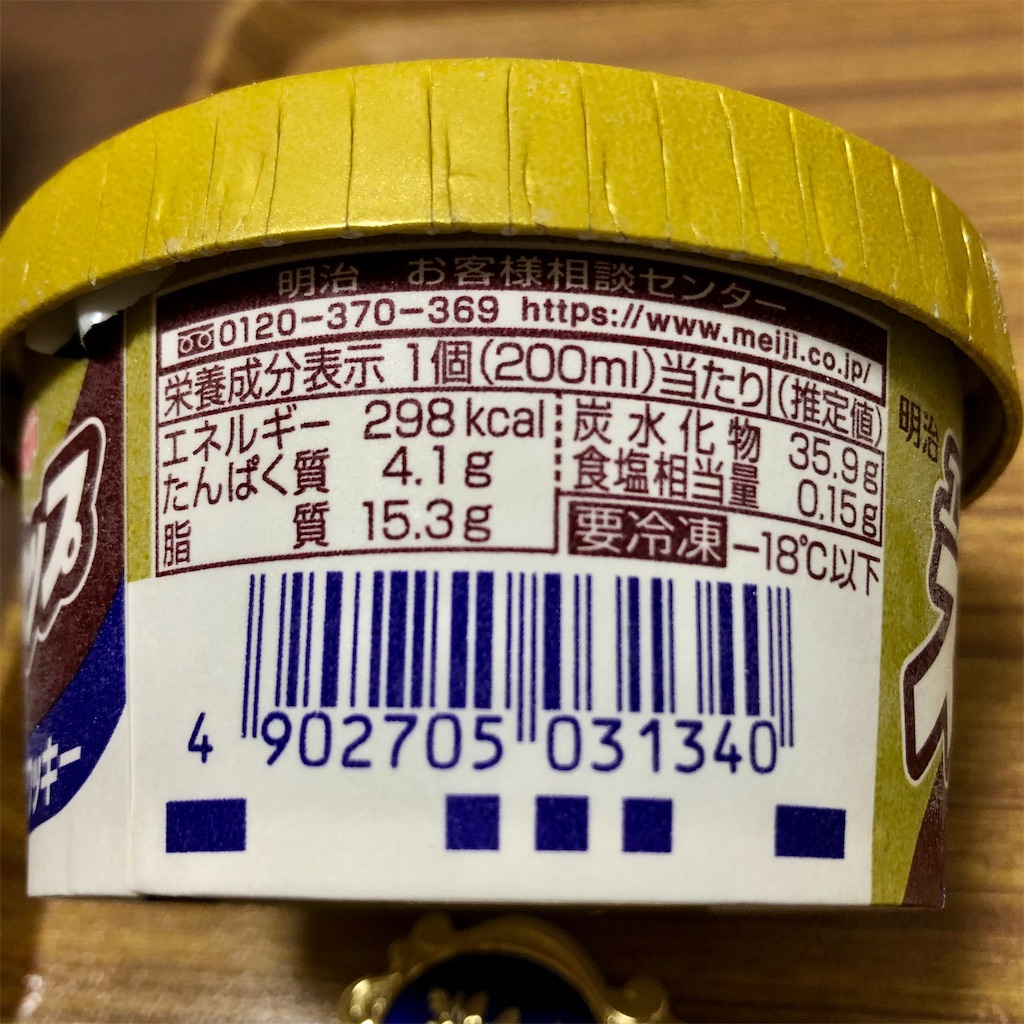 明治 お客様相談センター
0120-370-369 https://www.meiji.co.jp/
栄養成分表示 1個(200ml)当たり (推定値)
エネルギー 298kcal 炭水化物 35.9g
たんぱく質 4.1g 食塩相当量 0.15g
脂質 15.3g 要冷凍 -18℃以下
明治
4 902705 031340
ッキー